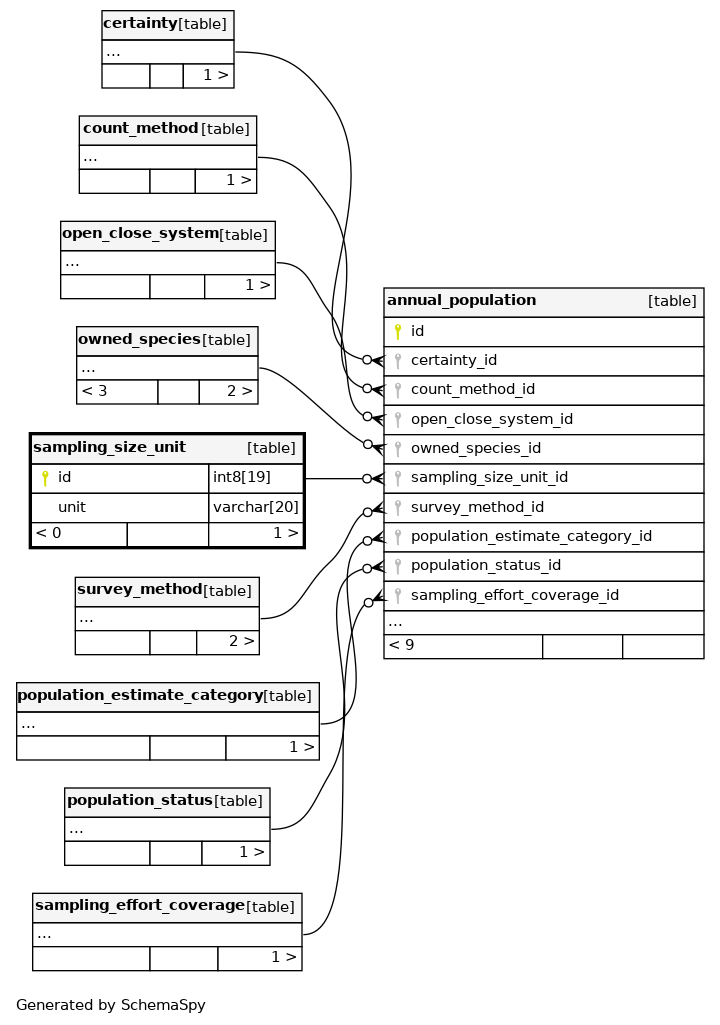 certainty [table]
...
1 >
count_method [table]
...
1 >
open_close_system [table]
...
1 >
owned_species [table]
...
< 3 2 >
sampling_size_unit [table]
id int8[19]
unit varchar[20]
< 0 1 >
survey_method [table]
...
2 >
population_estimate_category [table]
...
1 >
population_status [table]
...
1 >
sampling_effort_coverage [table]
...
1 >
annual_population [table]
id
certainty_id
count_method_id
open_close_system_id
owned_species_id
sampling_size_unit_id
survey_method_id
population_estimate_category_id
population_status_id
sampling_effort_coverage_id
...
< 9
Generated by SchemaSpy